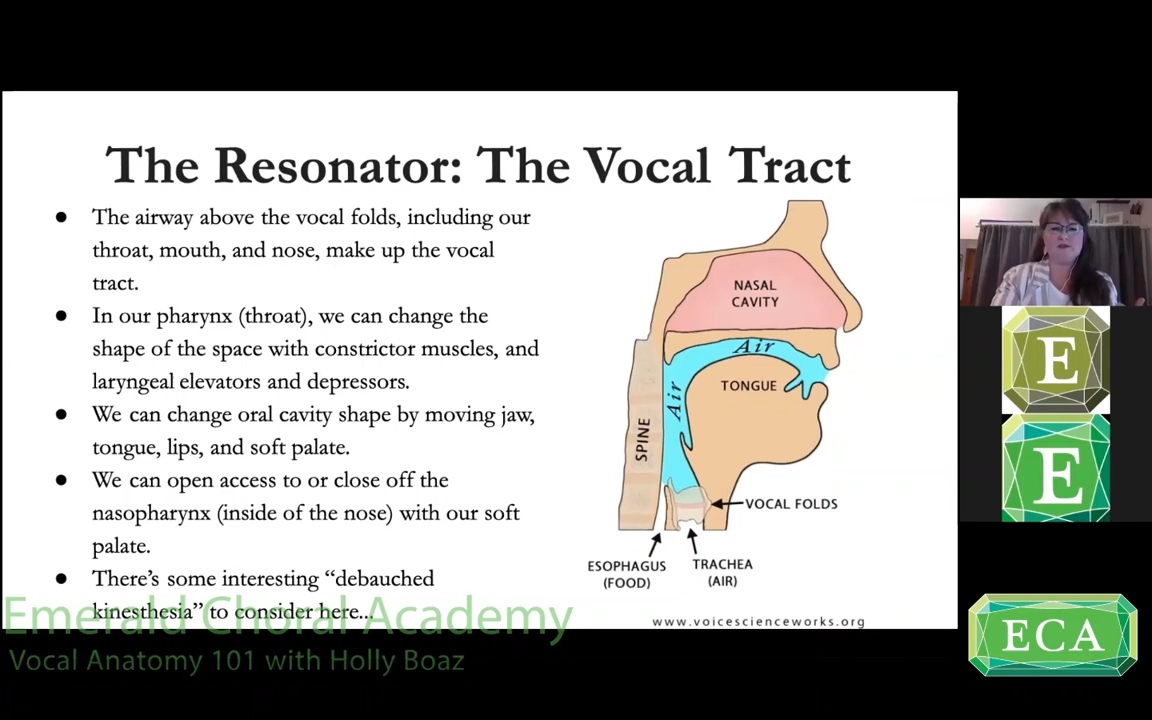 The Resonator: The Vocal Tract
● The airway above the vocal folds, including our
throat, mouth, and nose, make up the vocal
tract.
● In our pharynx (throat), we can change the
shape of the space with constrictor muscles, and
laryngeal elevators and depressors.
● We can change oral cavity shape by moving jaw,
tongue, lips, and soft palate.
● We can open access to or close off the
nasopharynx (inside of the nose) with our soft
palate.
● There’s some interesting “debauched
kinesthesia” to consider here...
NASAL
CAVITY
Air
Air
TONGUE
SPINE
VOCAL FOLDS
ESOPHAGUS
(FOOD)
TRACHEA
(AIR)
www.voicescienceworks.org
Emerald Choral Academy
Vocal Anatomy 101 with Holly Boaz
E
E
ECA